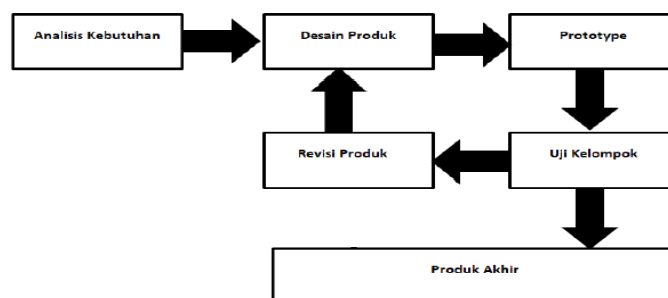 Analisis Kebutuhan
Desain Produk
Prototype
Revisi Produk
Uji Kelompok
Produk Akhir